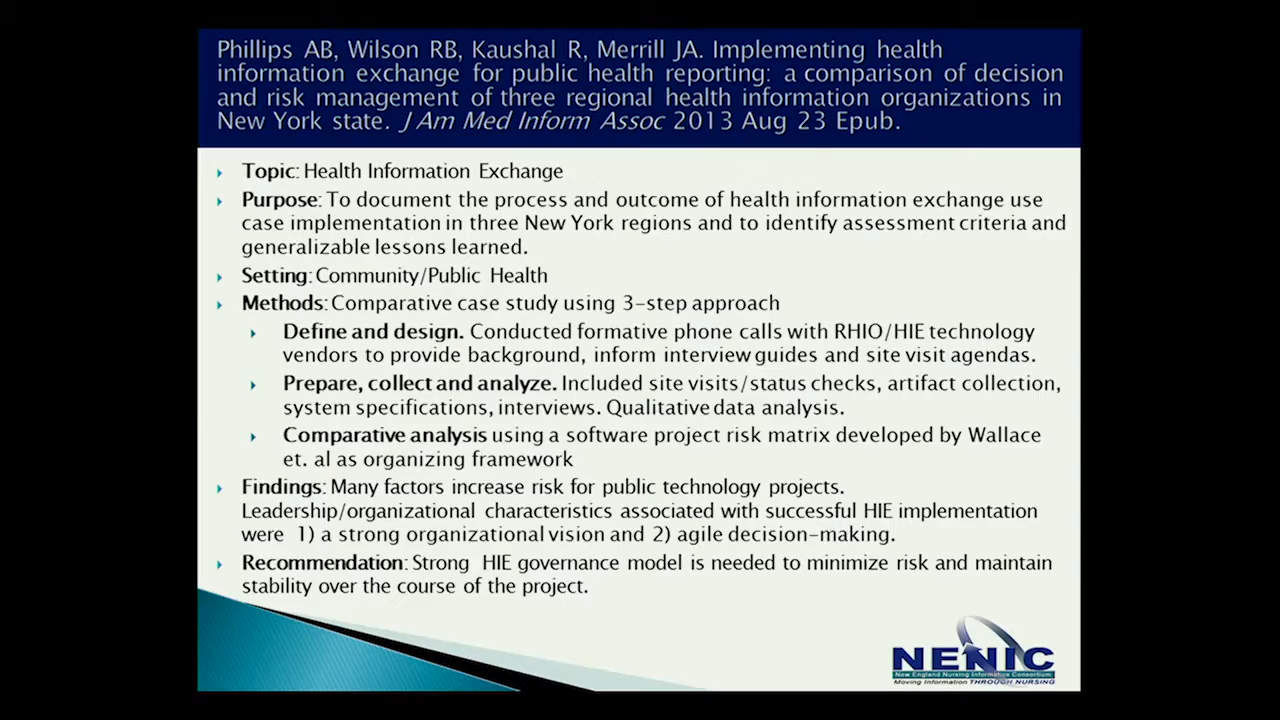 Phillips AB, Wilson RB, Kaushal R, Merrill JA. Implementing health
information exchange for public health reporting: a comparison of decision
and risk management of three regional health information organizations in
New York state. J Am Med Inform Assoc 2013 Aug 23 Epub.
Topic: Health Information Exchange
Purpose: To document the process and outcome of health information exchange use
case implementation in three New York regions and to identify assessment criteria and
generalizable lessons learned.
Setting: Community/Public Health
Methods: Comparative case study using 3-step approach
Define and design. Conducted formative phone calls with RHIO/HIE technology
vendors to provide background, inform interview guides and site visit agendas.
Prepare, collect and analyze. Included site visits/status checks, artifact collection,
system specifications, interviews. Qualitative data analysis.
Comparative analysis using a software project risk matrix developed by Wallace
et. al as organizing framework
Findings: Many factors increase risk for public technology projects.
Leadership/organizational characteristics associated with successful HIE implementation
were 1) a strong organizational vision and 2) agile decision-making.
Recommendation: Strong HIE governance model is needed to minimize risk and maintain
stability over the course of the project.
NENIC
New England Nursing Informatics Consortium
Moving Information THROUGH NURSING